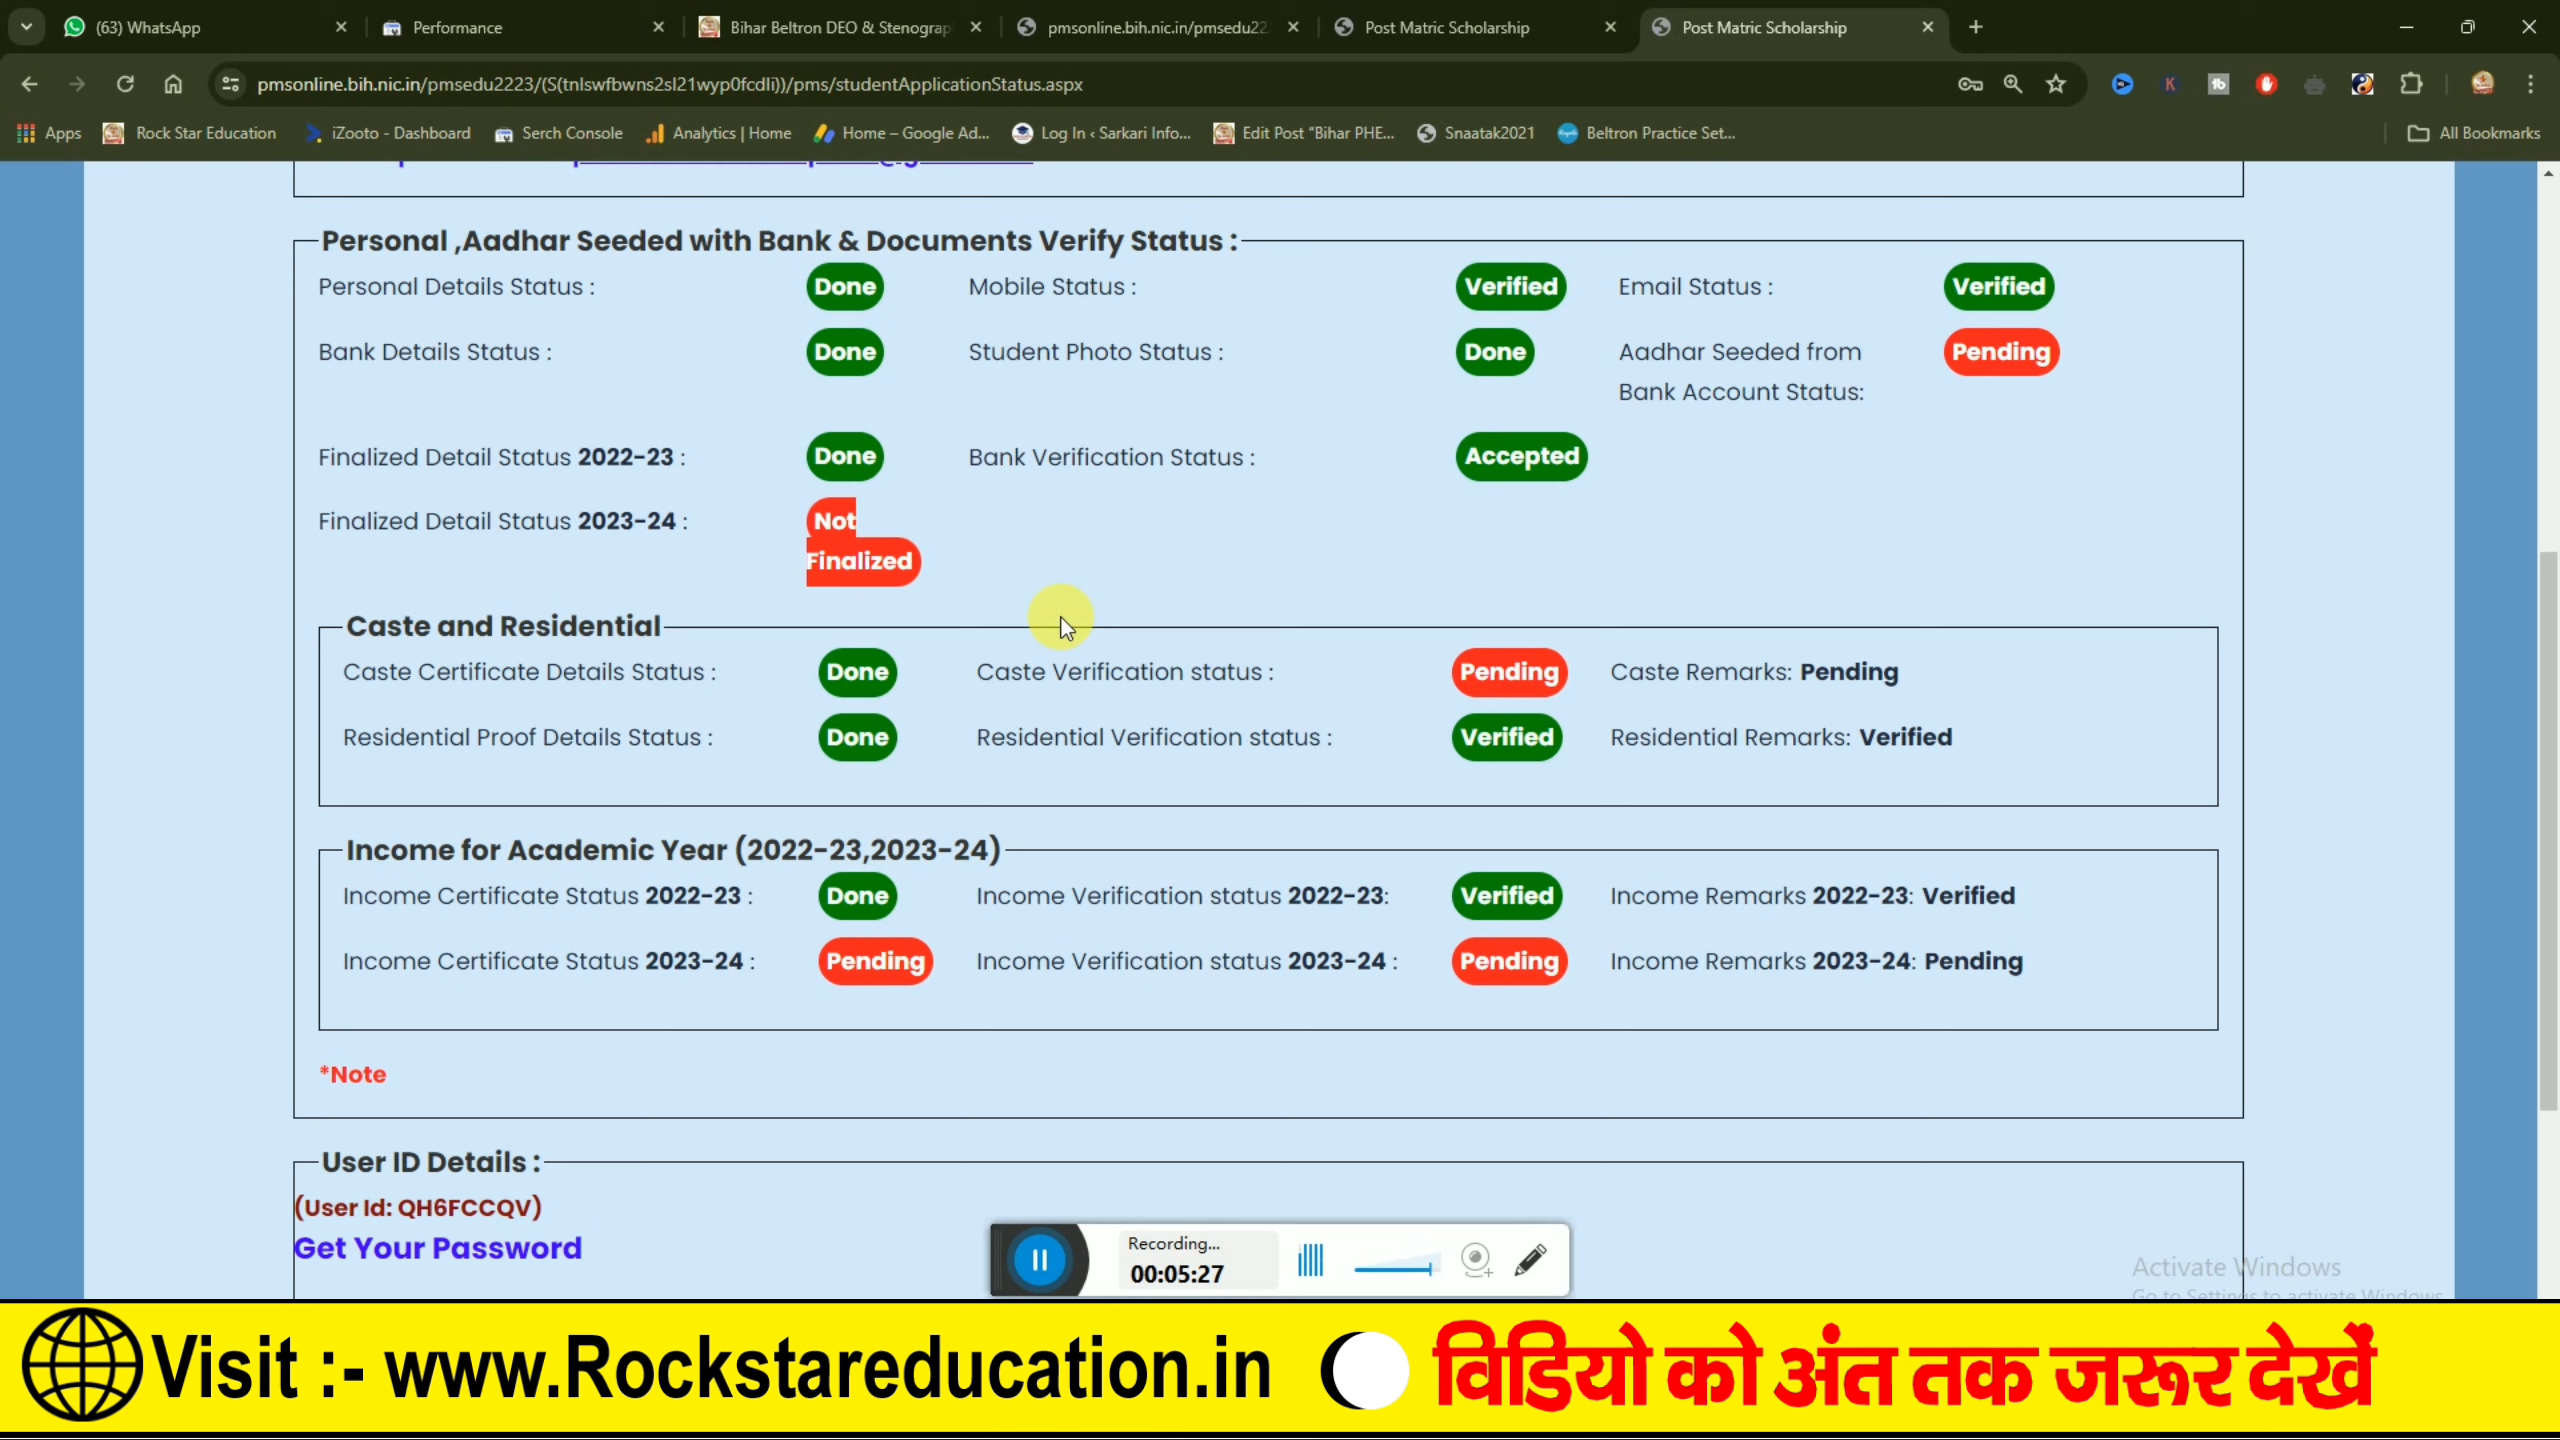 (63) WhatsApp
Performance
Bihar Beltron DEO & Stenograp
pmsonline.bih.nic.in/pmsedu22
Post Matric Scholarship
Post Matric Scholarship
pmsonline.bih.nic.in/pmsedu2223/(S(tnlswfbwns2sl21wyp0fcdli))/pms/studentApplicationStatus.aspx
Apps
Rock Star Education
iZooto - Dashboard
Serch Console
Analytics | Home
Home – Google Ad...
Log In ‹ Sarkari Info...
Edit Post “Bihar PHE...
Snaatak2021
Beltron Practice Set...
All Bookmarks
Personal ,Aadhar Seeded with Bank & Documents Verify Status :
Personal Details Status : Done Mobile Status : Verified Email Status : Verified
Bank Details Status : Done Student Photo Status : Done Aadhar Seeded from Pending
Bank Account Status:
Finalized Detail Status 2022-23 : Done Bank Verification Status : Accepted
Finalized Detail Status 2023-24 : Not
Finalized
Caste and Residential
Caste Certificate Details Status : Done Caste Verification status : Pending Caste Remarks: Pending
Residential Proof Details Status : Done Residential Verification status : Verified Residential Remarks: Verified
Income for Academic Year (2022-23,2023-24)
Income Certificate Status 2022-23 : Done Income Verification status 2022-23: Verified Income Remarks 2022-23: Verified
Income Certificate Status 2023-24 : Pending Income Verification status 2023-24 : Pending Income Remarks 2023-24: Pending
*Note
User ID Details :
(User Id: QH6FCCQV)
Get Your Password
Recording...
00:05:27
Activate Windows
Go to Settings to activate Windows.
Visit :- www.Rockstareducation.in विडियो को अंत तक जरूर देखें